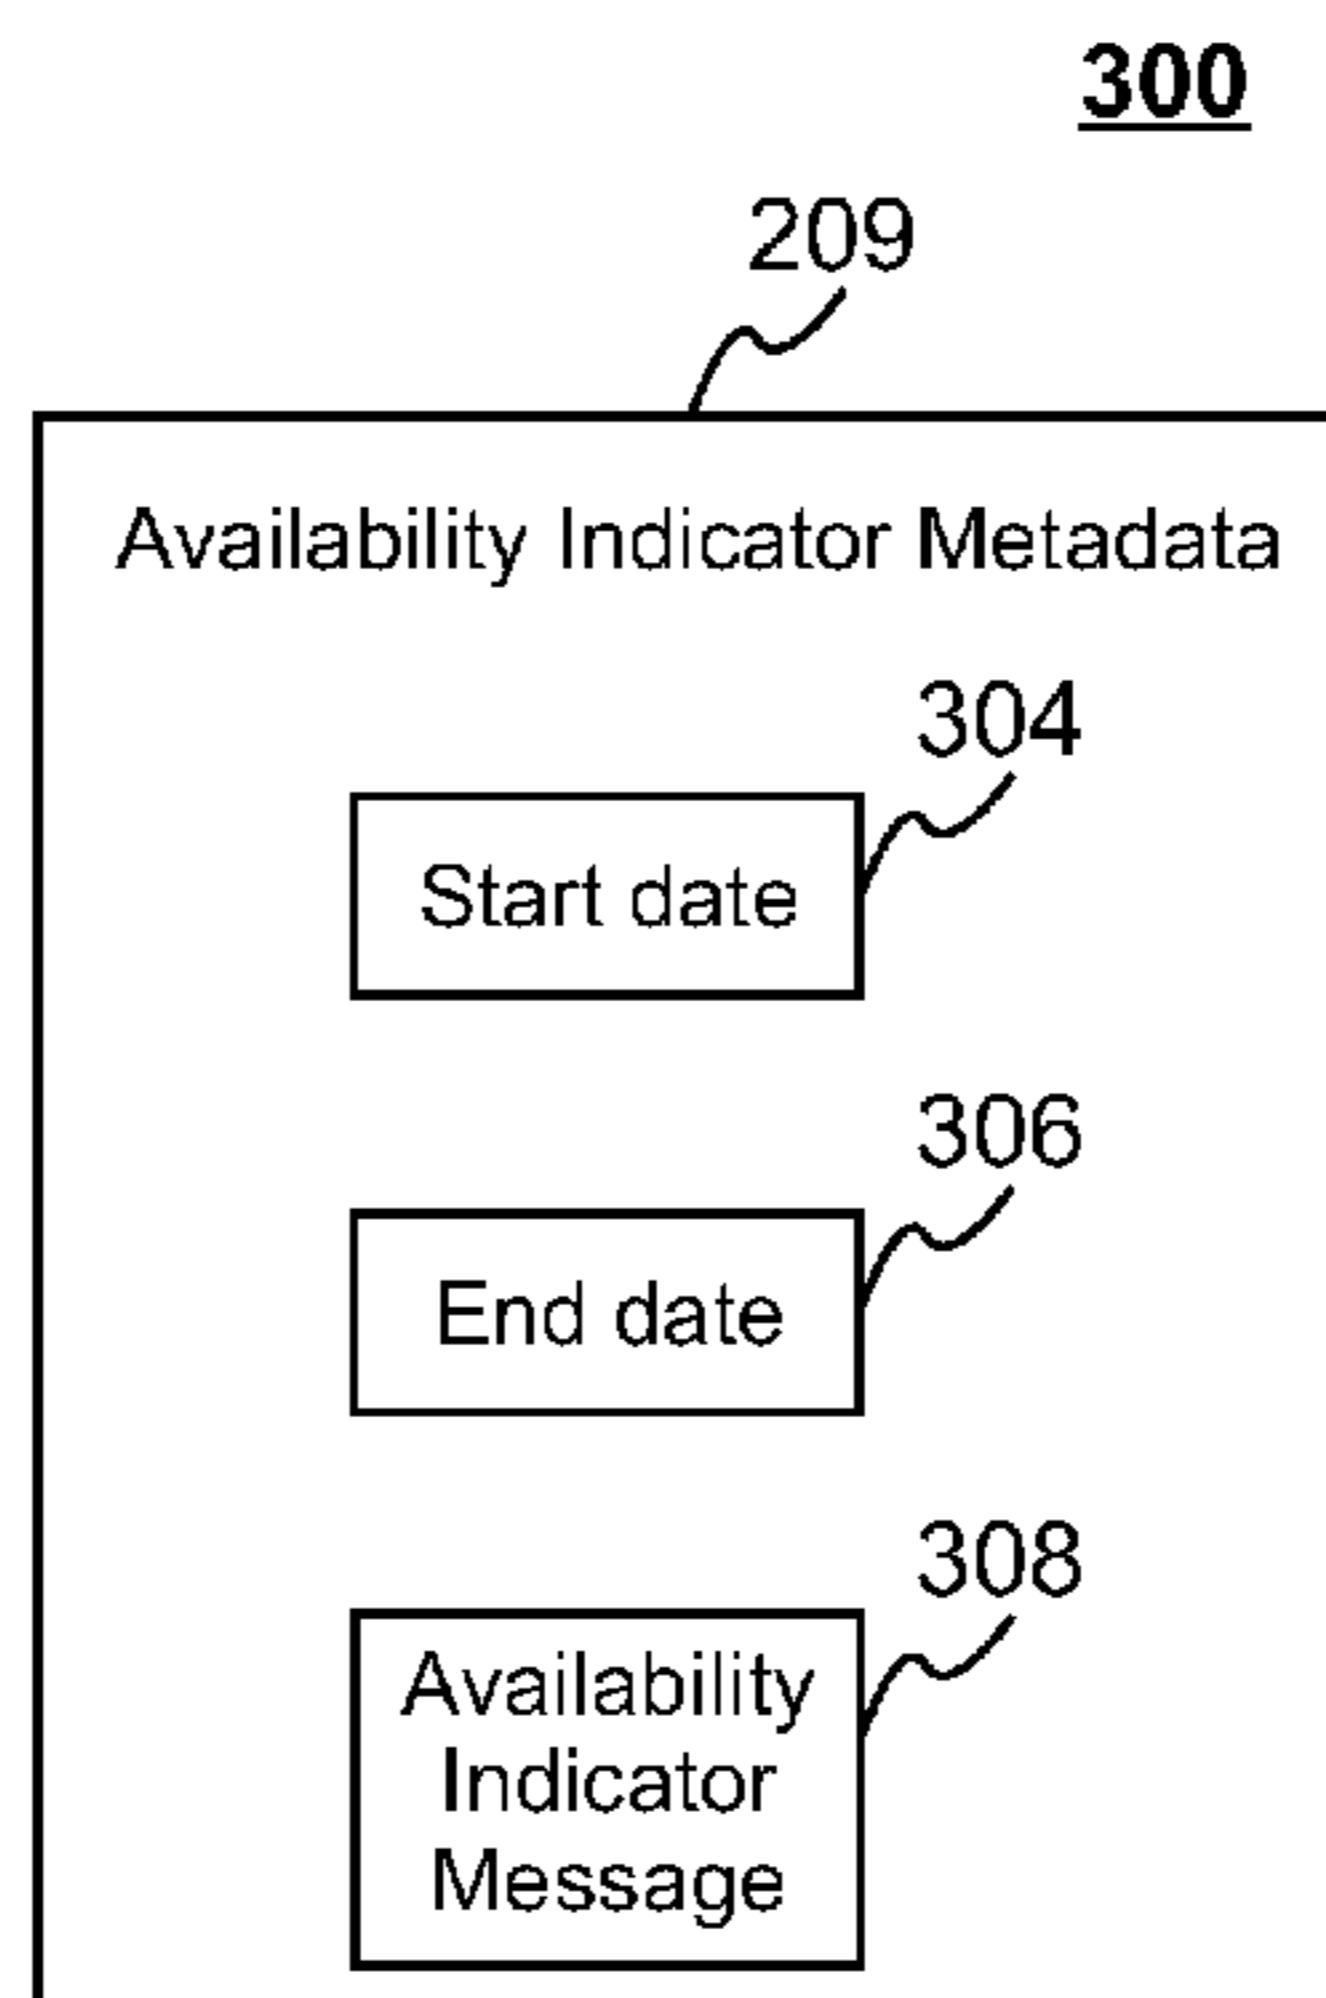 300
209
Availability Indicator Metadata
304
Start date
306
End date
308
Availability
Indicator
Message